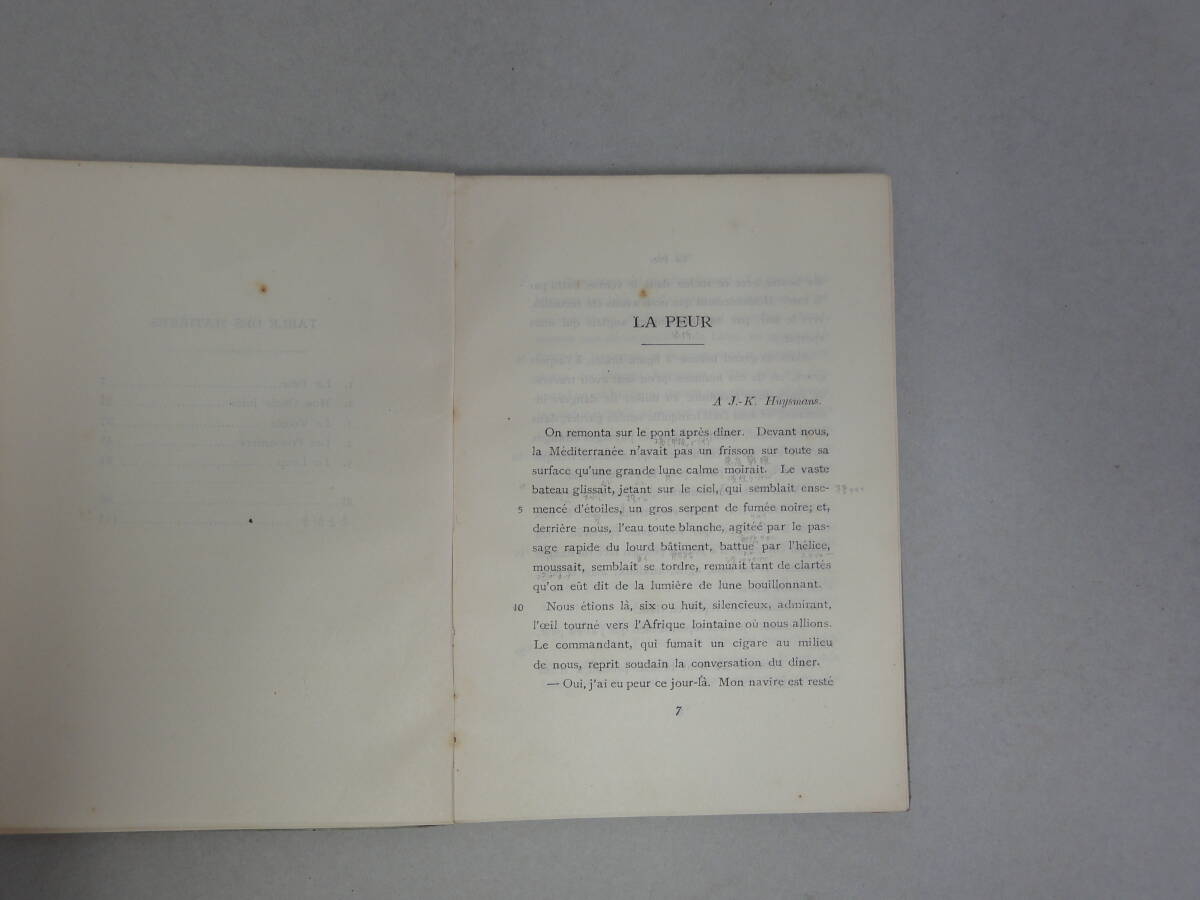 LA PEUR
A J.-K. Huysmans.
On remonta sur le pont après dîner. Devant nous,
la Méditerranée n'avait pas un frisson sur toute sa
surface qu'une grande lune calme moirait. Le vaste
bateau glissait, jetant sur le ciel, qui semblait ense-
5 mencé d'étoiles, un gros serpent de fumée noire; et,
derrière nous, l'eau toute blanche, agitée par le pas-
sage rapide du lourd bâtiment, battue par l'hélice,
moussait, semblait se tordre, remuait tant de clartés
qu'on eût dit de la lumière de lune bouillonnant.
10 Nous étions là, six ou huit, silencieux, admirant,
l'œil tourné vers l'Afrique lointaine où nous allions.
Le commandant, qui fumait un cigare au milieu
de nous, reprit soudain la conversation du dîner.
— Oui, j'ai eu peur ce jour-là. Mon navire est resté
7